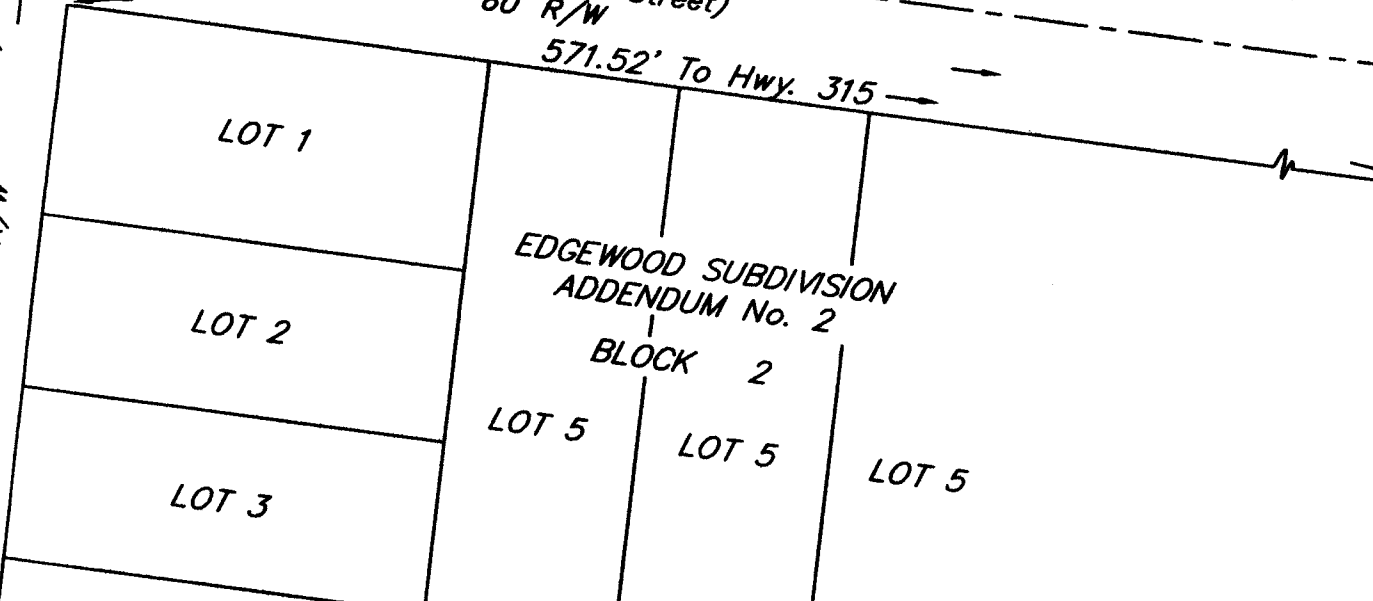 Street)
60 R/W
571.52' To Hwy. 315
LOT 1
EDGEWOOD SUBDIVISION
ADDENDUM No. 2
LOT 2
BLOCK 2
LOT 5
LOT 5
LOT 5
LOT 3